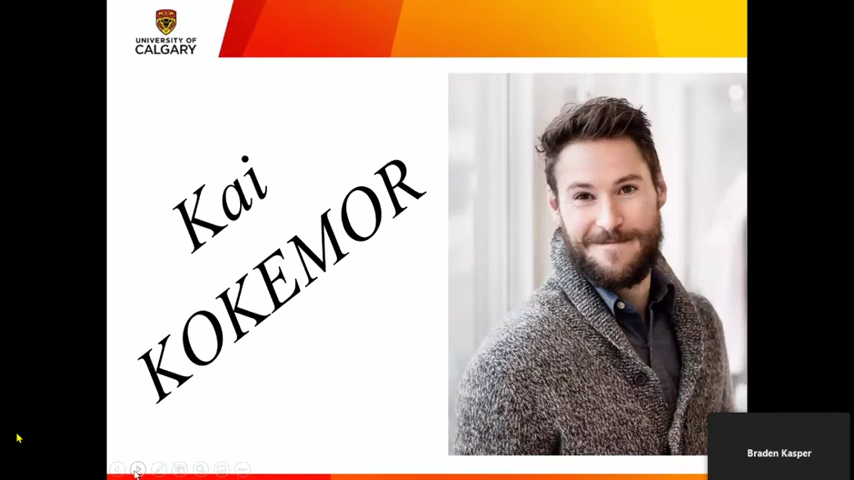 UNIVERSITY OF
CALGARY
Kai
KOKEMOR
Braden Kasper